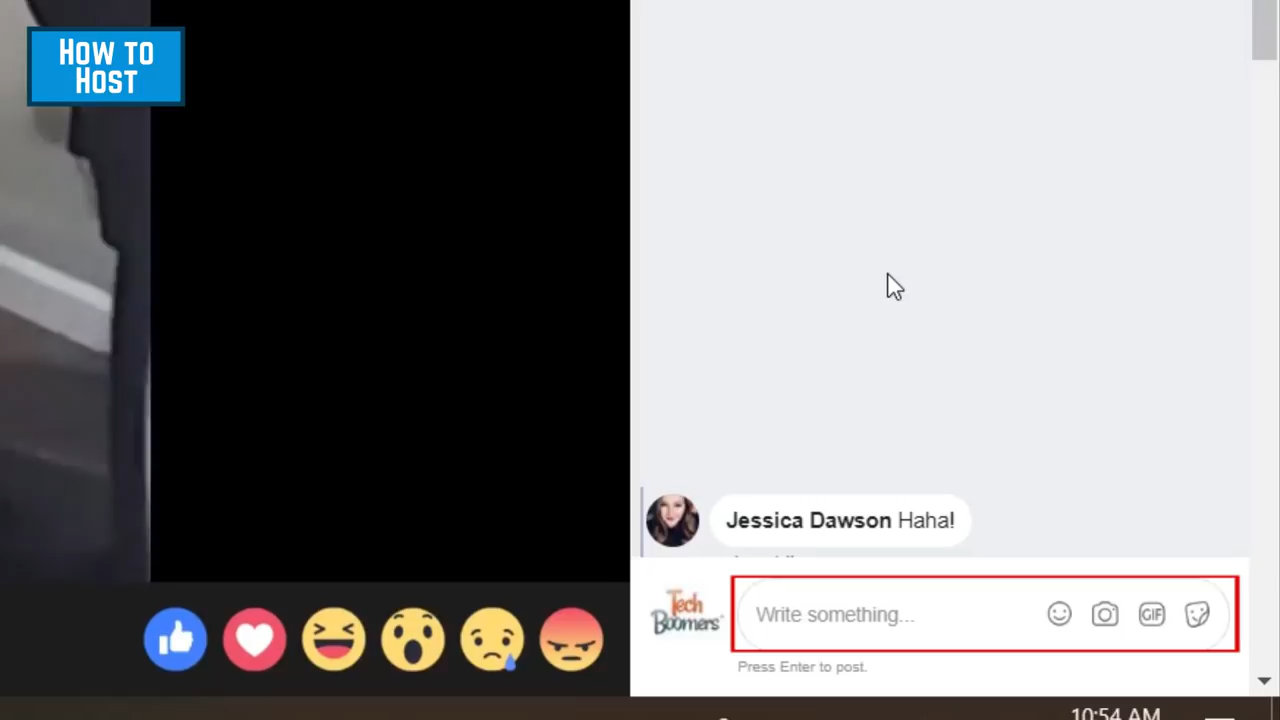 How to
Host
Jessica Dawson Haha!
Tech
Boomers
Write something...
GIF
Press Enter to post.
10:54 AM